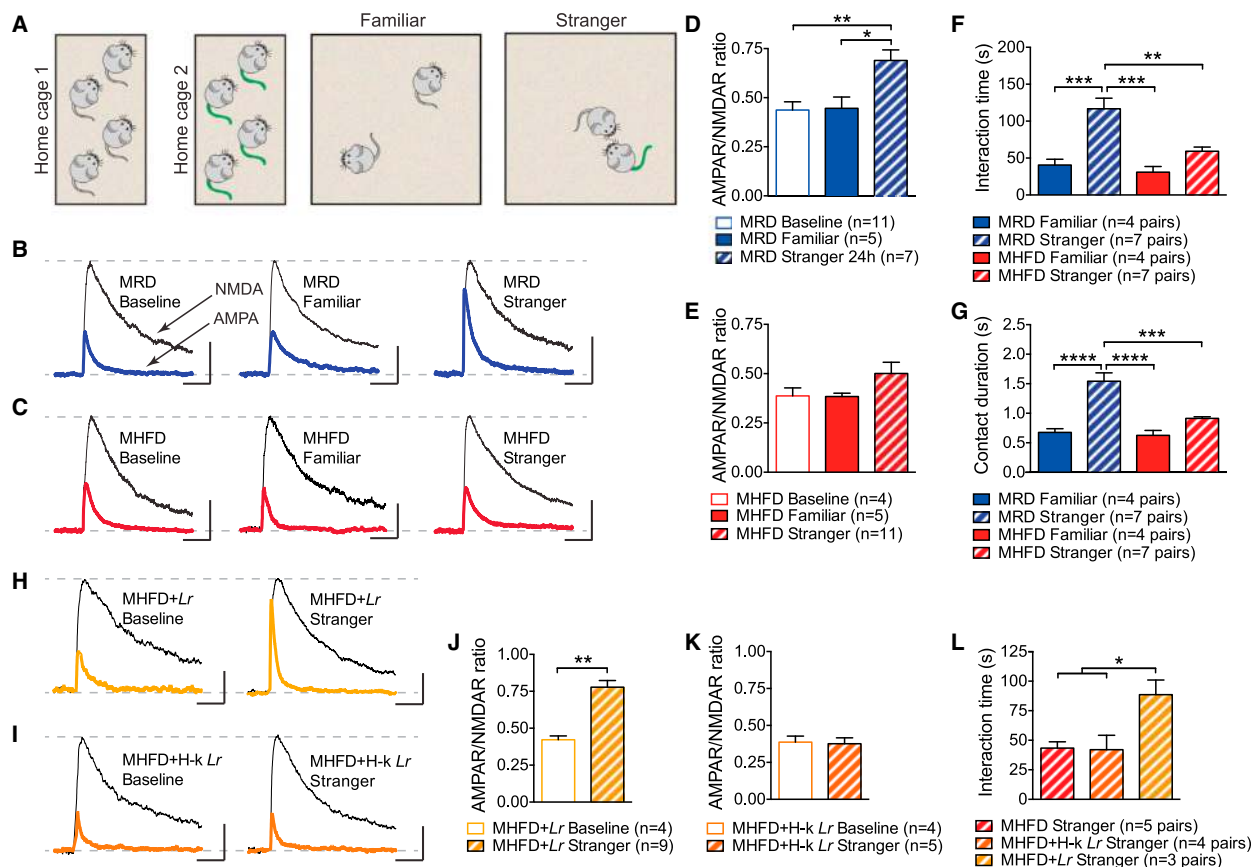 A
Home cage 1
Home cage 2
Familiar
Stranger
B
MRD
Baseline
NMDA
AMPA
MRD
Familiar
MRD
Stranger
C
MHFD
Baseline
MHFD
Familiar
MHFD
Stranger
D
AMPAR/NMDAR ratio
0.75
0.50
0.25
0.00
**
*
MRD Baseline (n=11)
MRD Familiar (n=5)
MRD Stranger 24h (n=7)
E
AMPAR/NMDAR ratio
0.75
0.50
0.25
0.00
MHFD Baseline (n=4)
MHFD Familiar (n=5)
MHFD Stranger (n=11)
F
Interaction time (s)
200
150
100
50
0
**
*** ***
MRD Familiar (n=4 pairs)
MRD Stranger (n=7 pairs)
MHFD Familiar (n=4 pairs)
MHFD Stranger (n=7 pairs)
G
Contact duration (s)
2.5
2.0
1.5
1.0
0.5
0.0
***
**** ****
MRD Familiar (n=4 pairs)
MRD Stranger (n=7 pairs)
MHFD Familiar (n=4 pairs)
MHFD Stranger (n=7 pairs)
H
MHFD+Lr
Baseline
MHFD+Lr
Stranger
I
MHFD+H-k Lr
Baseline
MHFD+H-k Lr
Stranger
J
AMPAR/NMDAR ratio
1.00
0.75
0.50
0.25
0.00
**
MHFD+Lr Baseline (n=4)
MHFD+Lr Stranger (n=9)
K
AMPAR/NMDAR ratio
1.00
0.75
0.50
0.25
0.00
MHFD+H-k Lr Baseline (n=4)
MHFD+H-k Lr Stranger (n=5)
L
Interaction time (s)
125
100
75
50
25
0
*
MHFD Stranger (n=5 pairs)
MHFD+H-k Lr Stranger (n=4 pairs)
MHFD+Lr Stranger (n=3 pairs)